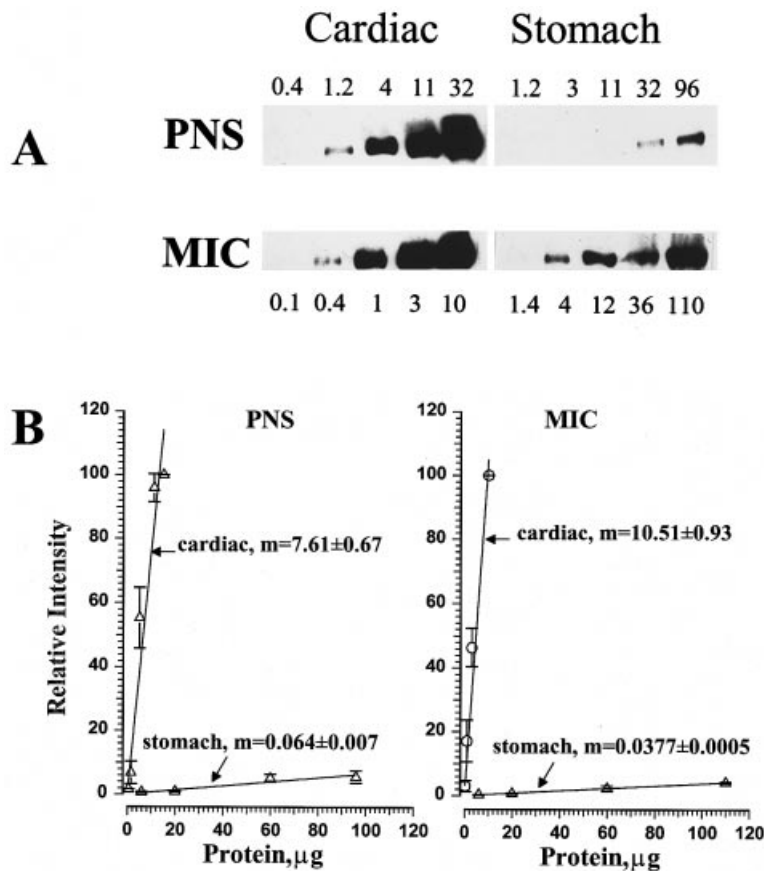 Cardiac Stomach
0.4 1.2 4 11 32 1.2 3 11 32 96
A PNS
MIC
0.1 0.4 1 3 10 1.4 4 12 36 110
B
PNS MIC
120 120
100 100
80 80
cardiac, m=7.61±0.67 cardiac, m=10.51±0.93
60 60
Relative Intensity
40 40
20 20
stomach, m=0.064±0.007 stomach, m=0.0377±0.0005
0 0
0 20 40 60 80 100 0 20 40 60 80 100 120
Protein,µg Protein,µg